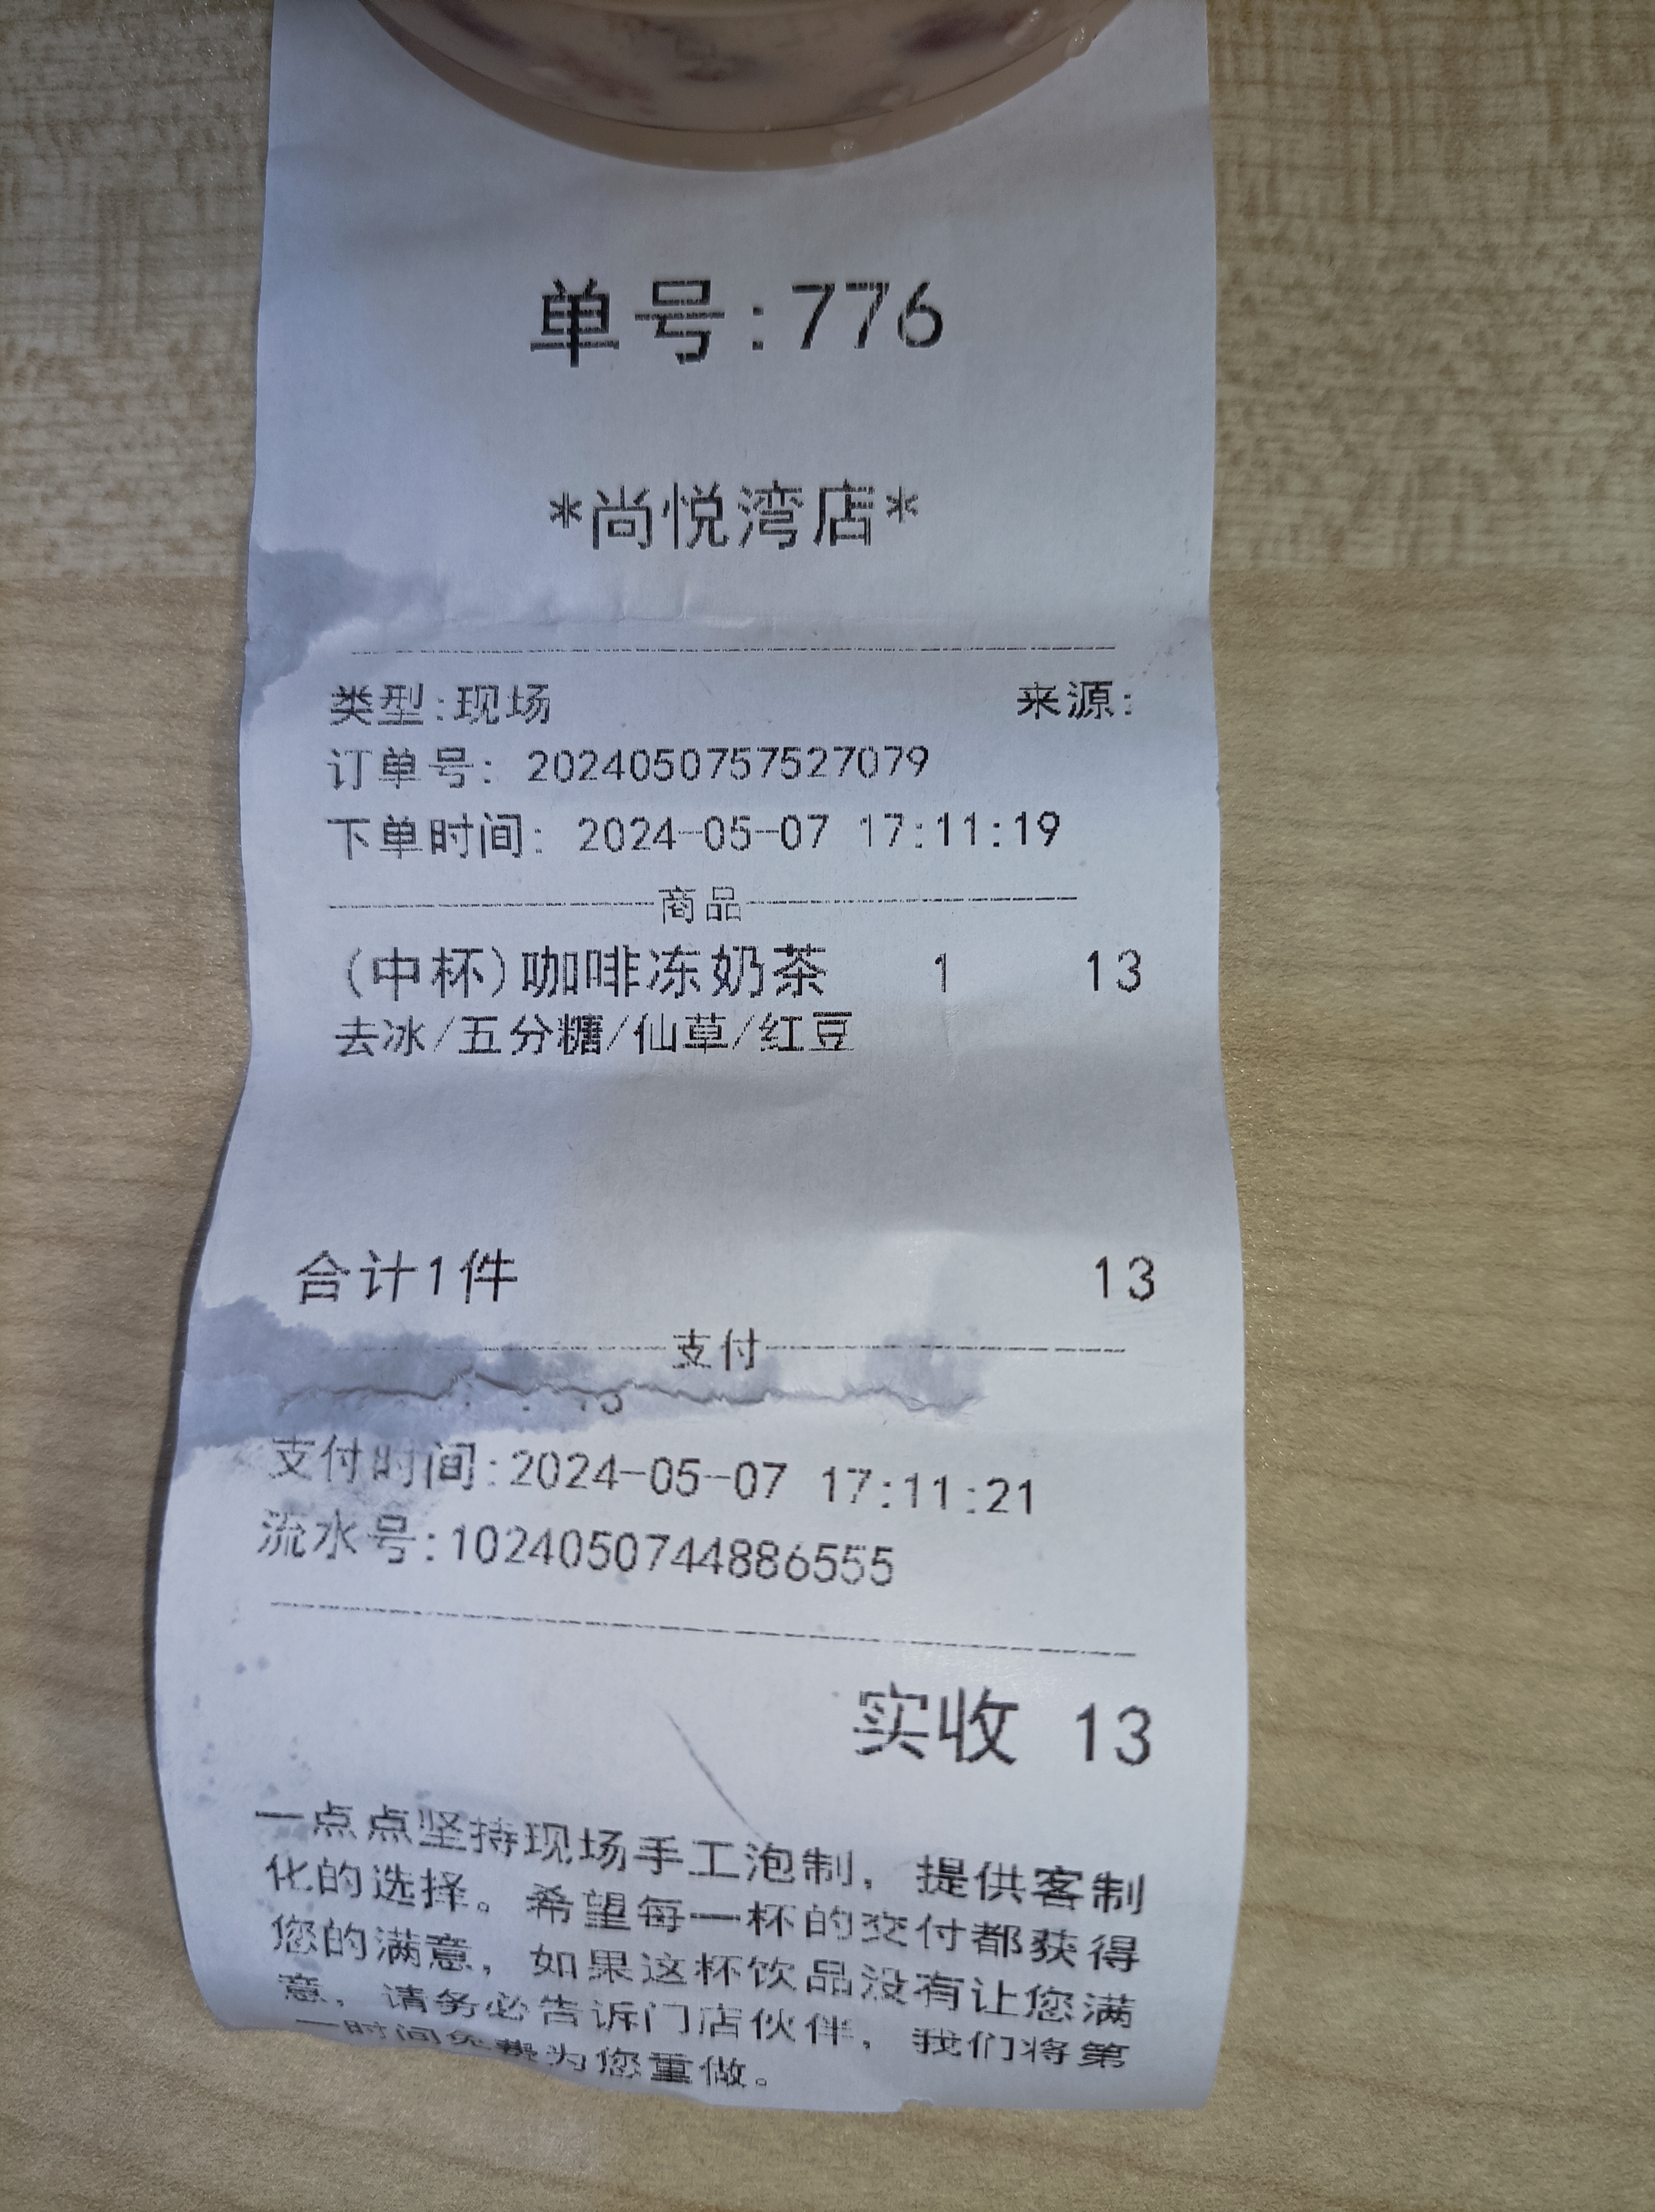 单号:776
*尚悦湾店*
类型:现场 来源:
订单号: 2024050757527079
下单时间: 2024-05-07 17:11:19
商品
(中杯)咖啡冻奶茶 1 13
去冰/五分糖/仙草/红豆
合计1件 13
支付
支付时间:2024-05-07 17:11:21
流水号:1024050744886555
实收 13
一点点坚持现场手工泡制，提供客制
化的选择。希望每一杯的交付都获得
您的满意，如果这杯饮品没有让您满
意，请务必告诉门店伙伴，我们将第
一时间免费为您重做。